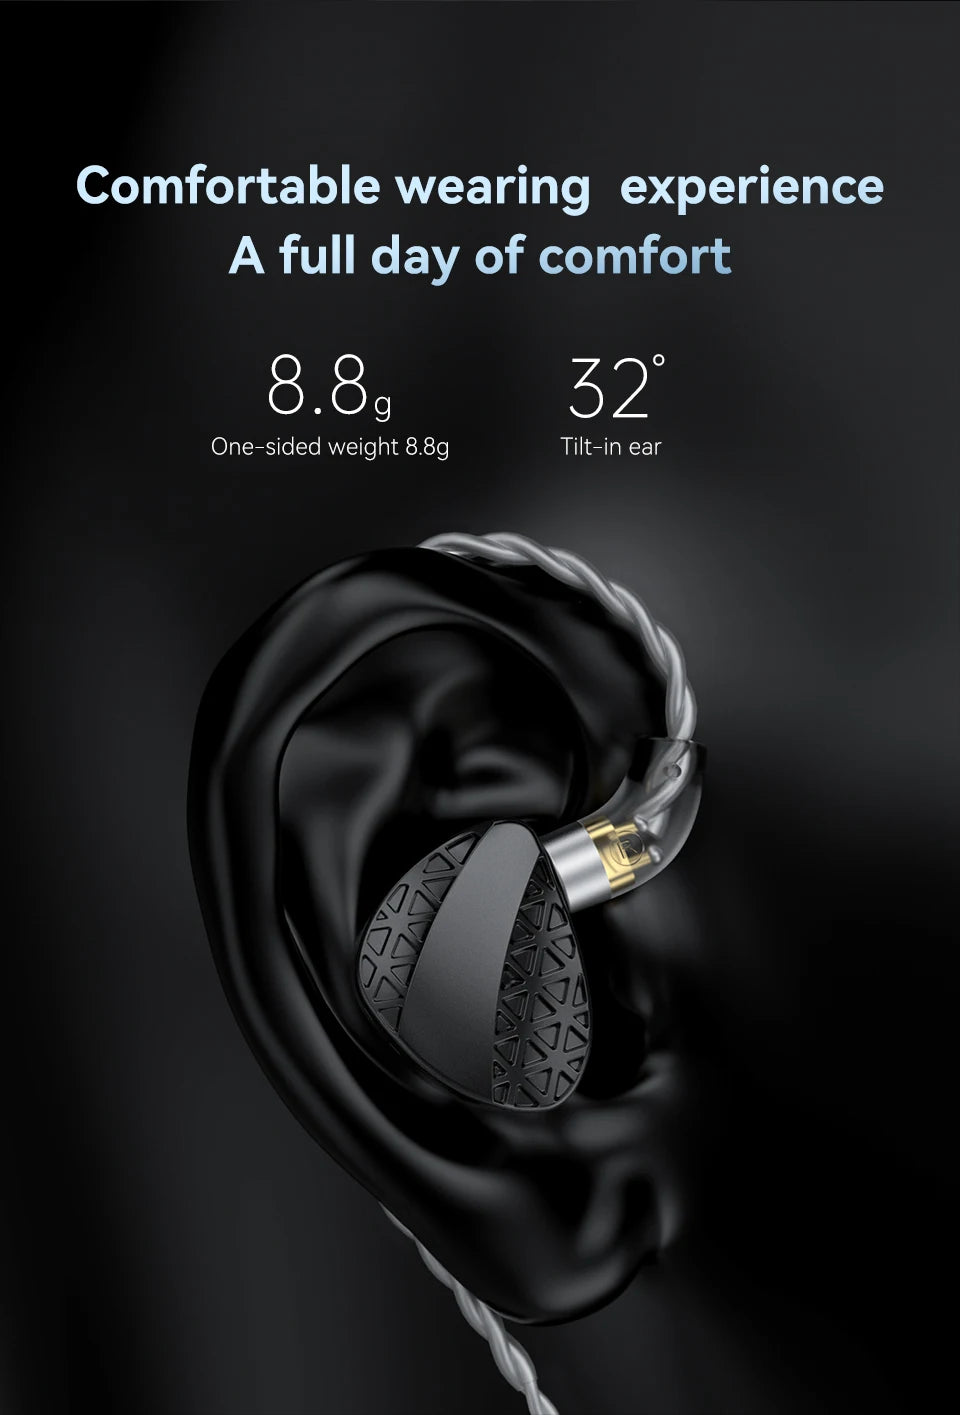 Comfortable wearing experience
A full day of comfort
8.8g
32°
One-sided weight 8.8g
Tilt-in ear